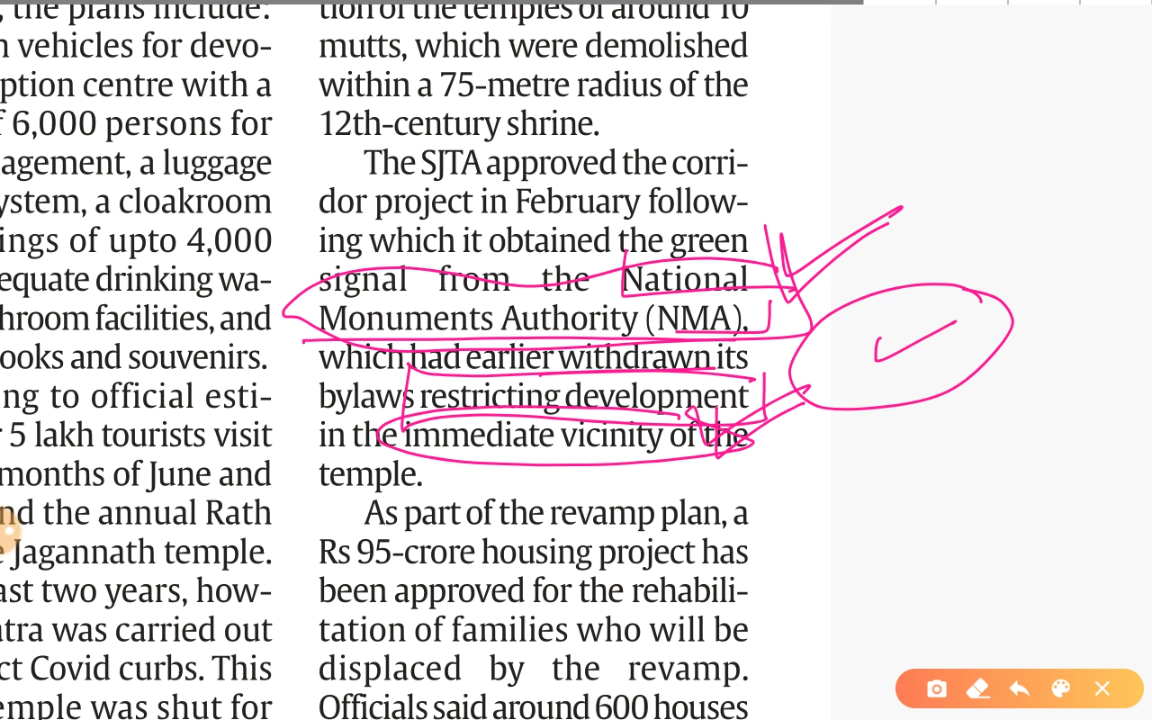 , the plans include:
vehicles for devo-
ption centre with a
6,000 persons for
agement, a luggage
ystem, a cloakroom
ings of upto 4,000
equate drinking wa-
hroom facilities, and
ooks and souvenirs.
ng to official esti-
5 lakh tourists visit
months of June and
nd the annual Rath
Jagannath temple.
ast two years, how-
atra was carried out
ct Covid curbs. This
emple was shut for
tion of the temples of around 10
mutts, which were demolished
within a 75-metre radius of the
12th-century shrine.
The SJTA approved the corri-
dor project in February follow-
ing which it obtained the green
signal from the National
Monuments Authority (NMA),
which had earlier withdrawn its
bylaws restricting development
in the immediate vicinity of the
temple.
As part of the revamp plan, a
Rs 95-crore housing project has
been approved for the rehabili-
tation of families who will be
displaced by the revamp.
Officials said around 600 houses